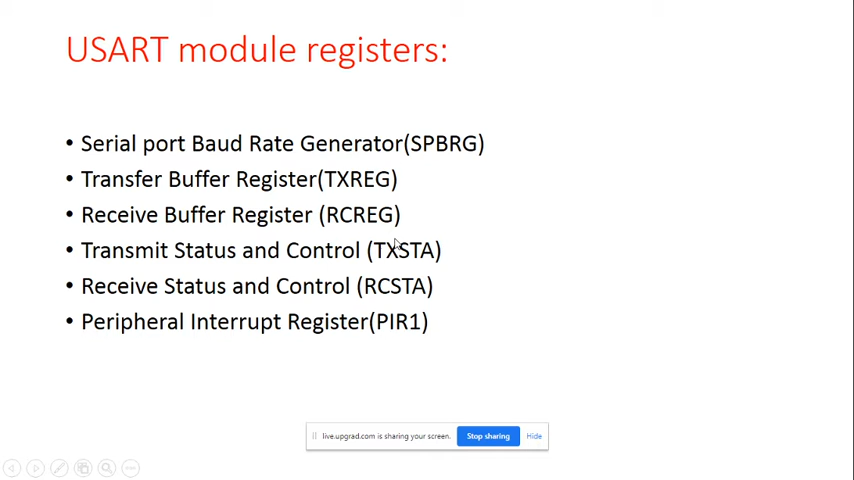 USART module registers:
• Serial port Baud Rate Generator(SPBRG)
• Transfer Buffer Register(TXREG)
• Receive Buffer Register (RCREG)
• Transmit Status and Control (TXSTA)
• Receive Status and Control (RCSTA)
• Peripheral Interrupt Register(PIR1)
live.upgrad.com is sharing your screen. Stop sharing Hide